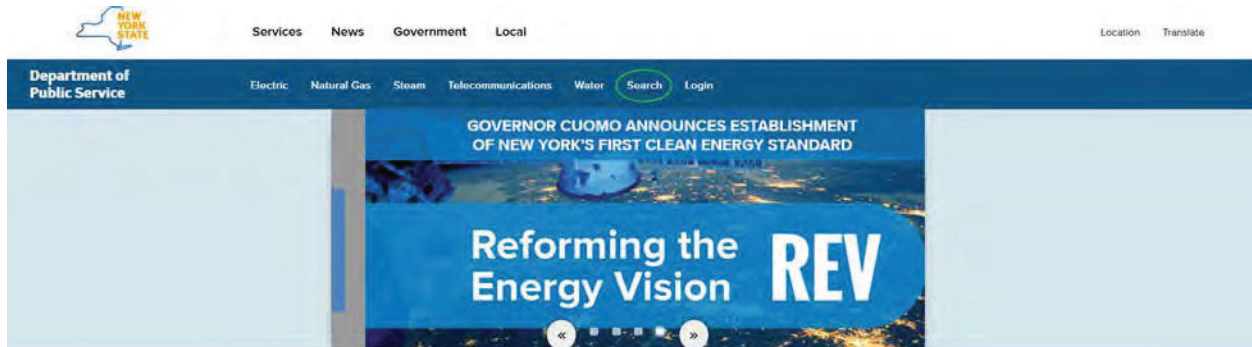 NEW
YORK
STATE
Services News Government Local
Location Translate
Department of
Public Service
Electric Natural Gas Steam Telecommunications Water Search Login
GOVERNOR CUOMO ANNOUNCES ESTABLISHMENT
OF NEW YORK'S FIRST CLEAN ENERGY STANDARD
Reforming the
Energy Vision
REV
« »